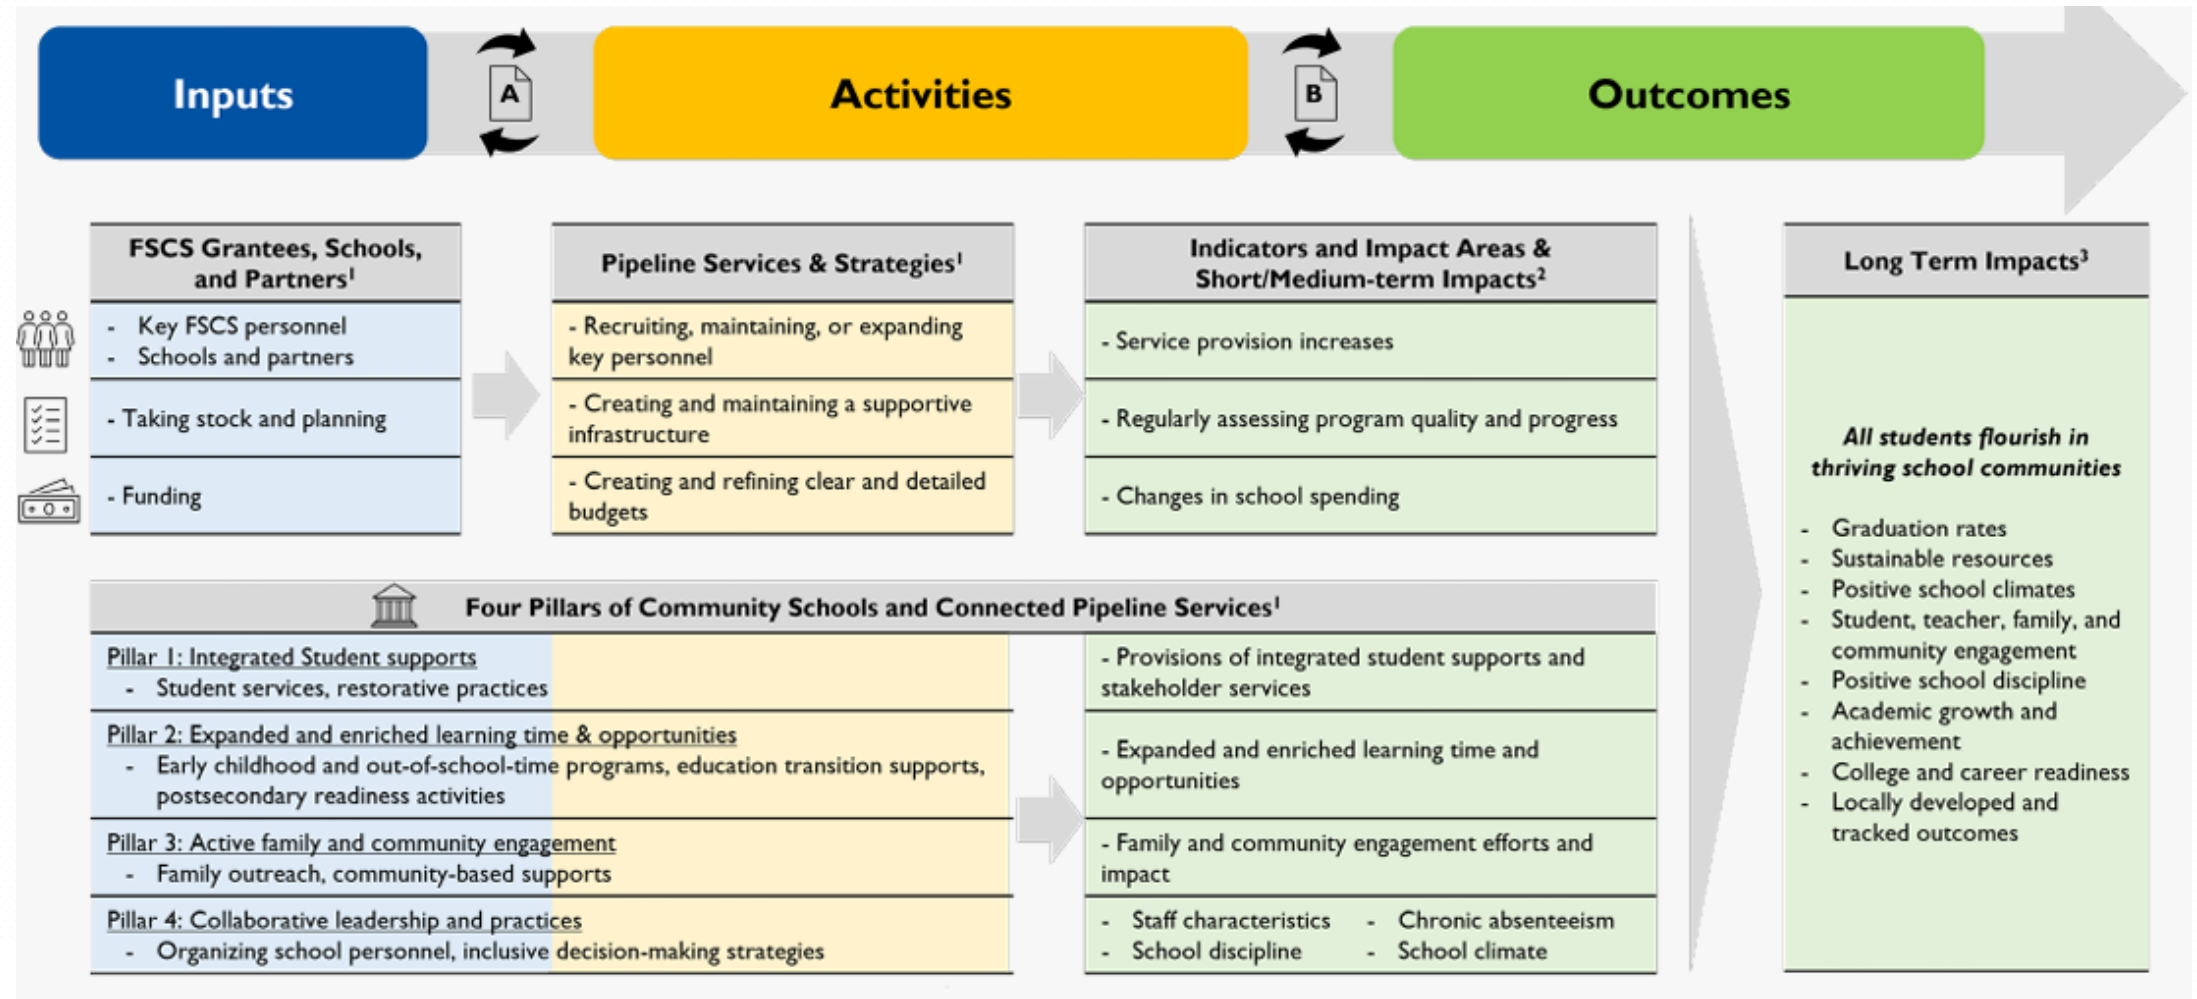 Inputs
A
Activities
B
Outcomes
FSCS Grantees, Schools,
and Partners¹
- Key FSCS personnel
- Schools and partners
- Taking stock and planning
- Funding
Pipeline Services & Strategies¹
- Recruiting, maintaining, or expanding
key personnel
- Creating and maintaining a supportive
infrastructure
- Creating and refining clear and detailed
budgets
Indicators and Impact Areas &
Short/Medium-term Impacts²
- Service provision increases
- Regularly assessing program quality and progress
- Changes in school spending
Four Pillars of Community Schools and Connected Pipeline Services¹
Pillar 1: Integrated Student supports
- Student services, restorative practices
Pillar 2: Expanded and enriched learning time & opportunities
- Early childhood and out-of-school-time programs, education transition supports,
postsecondary readiness activities
Pillar 3: Active family and community engagement
- Family outreach, community-based supports
Pillar 4: Collaborative leadership and practices
- Organizing school personnel, inclusive decision-making strategies
- Provisions of integrated student supports and
stakeholder services
- Expanded and enriched learning time and
opportunities
- Family and community engagement efforts and
impact
- Staff characteristics - Chronic absenteeism
- School discipline - School climate
Long Term Impacts³
All students flourish in
thriving school communities
- Graduation rates
- Sustainable resources
- Positive school climates
- Student, teacher, family, and
community engagement
- Positive school discipline
- Academic growth and
achievement
- College and career readiness
- Locally developed and
tracked outcomes